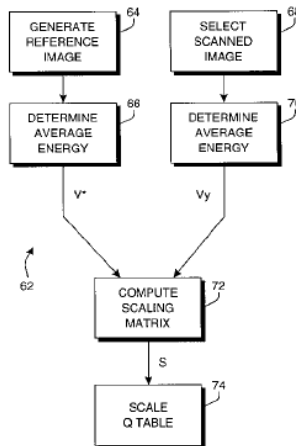 64
GENERATE
REFERENCE
IMAGE
SELECT
SCANNED
IMAGE
66
DETERMINE
AVERAGE
ENERGY
DETERMINE
AVERAGE
ENERGY
V*
Vy
62
72
COMPUTE
SCALING
MATRIX
S
74
SCALE
Q TABLE